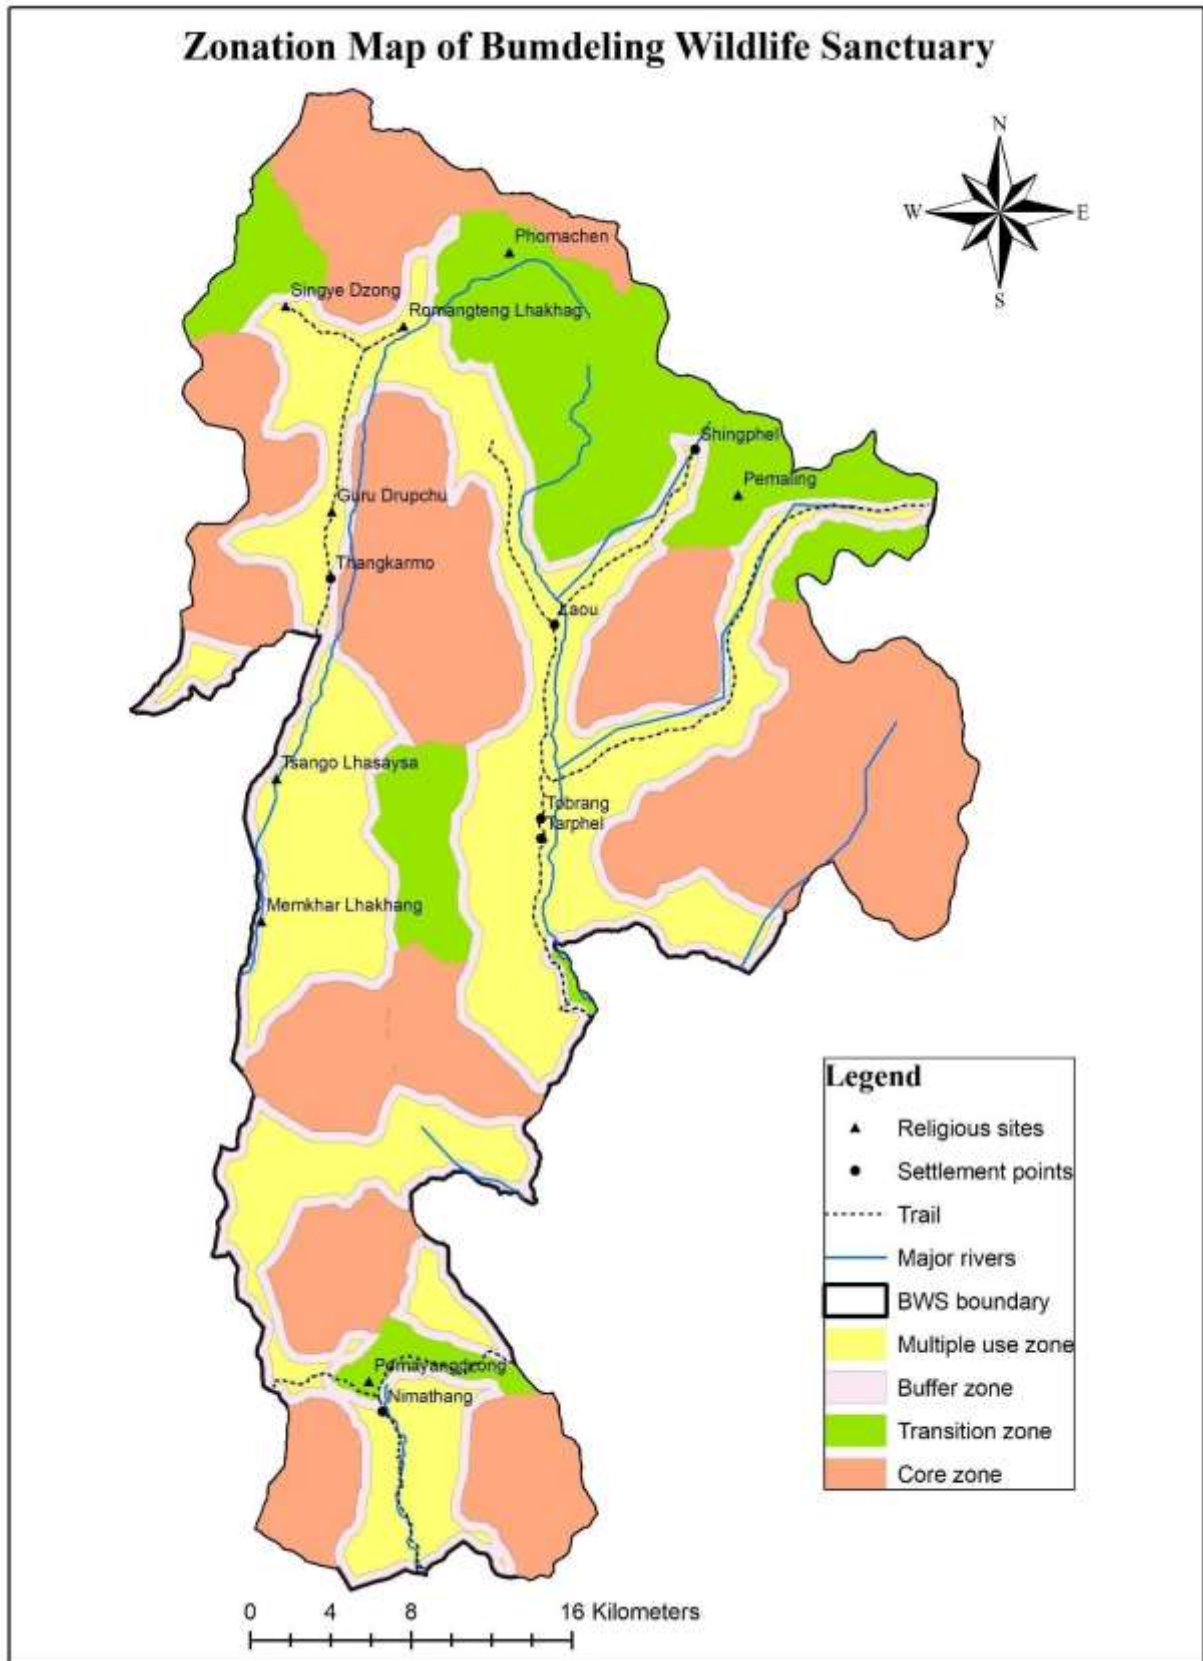 Zonation Map of Bumdeling Wildlife Sanctuary
N
W
E
S
Phomachen
Singye Dzong
Romangteng Lhakhag
Shingphel
Pemaling
Guru Drupchu
Thangkarmo
Zaou
Tsango Lhasaysa
Tobrang
Tarphel
Memkhar Lhakhang
Pemayangdzong
Nimathang
Legend
Religious sites
Settlement points
Trail
Major rivers
BWS boundary
Multiple use zone
Buffer zone
Transition zone
Core zone
0 4 8 16 Kilometers